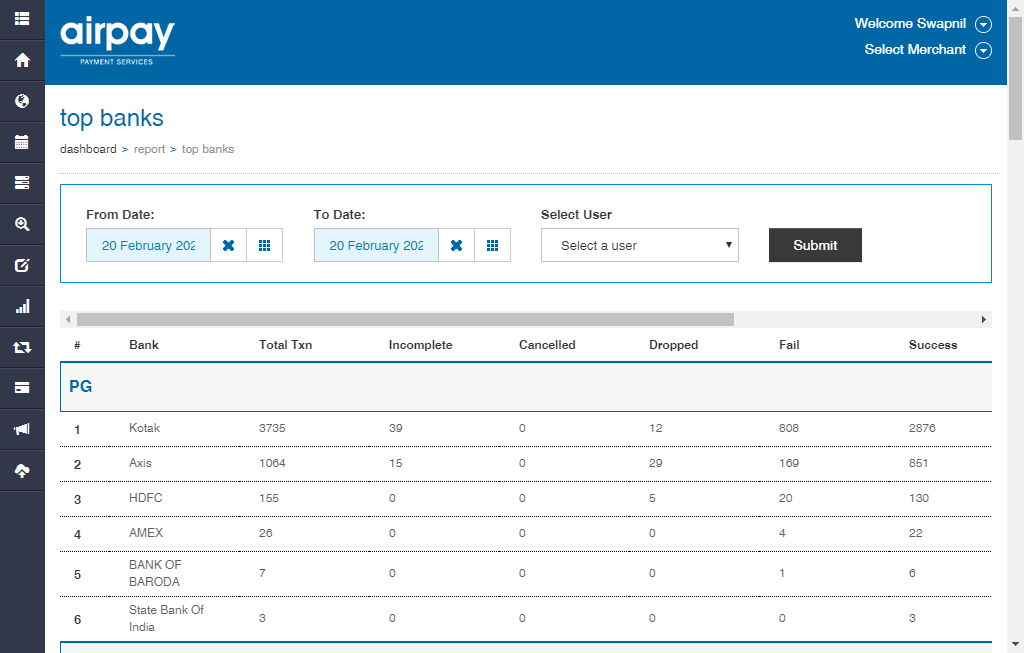 airpay
PAYMENT SERVICES
Welcome Swapnil
Select Merchant
top banks
dashboard > report > top banks
From Date:
To Date:
Select User
20 February 202
20 February 202
Select a user
Submit
# Bank Total Txn Incomplete Cancelled Dropped Fail Success
PG
1 Kotak 3735 39 0 12 808 2876
2 Axis 1064 15 0 29 169 851
3 HDFC 155 0 0 5 20 130
4 AMEX 26 0 0 0 4 22
5 BANK OF BARODA 7 0 0 0 1 6
6 State Bank Of India 3 0 0 0 0 3